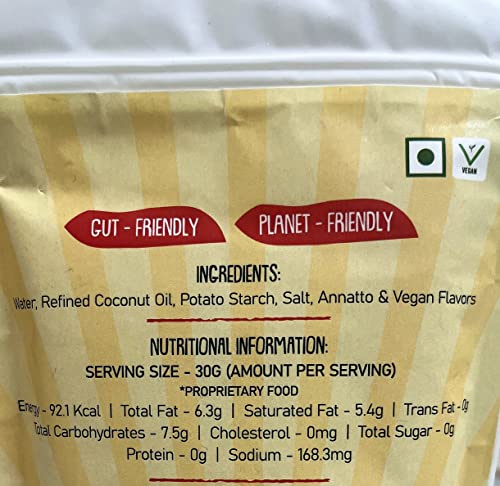 VEGAN
GUT - FRIENDLY
PLANET - FRIENDLY
INGREDIENTS:
Water, Refined Coconut Oil, Potato Starch, Salt, Annatto & Vegan Flavors
NUTRITIONAL INFORMATION:
SERVING SIZE - 30G (AMOUNT PER SERVING)
*PROPRIETARY FOOD
Energy - 92.1 Kcal | Total Fat - 6.3g | Saturated Fat - 5.4g | Trans Fat - 0g
Total Carbohydrates - 7.5g | Cholesterol - 0mg | Total Sugar - 0g
Protein - 0g | Sodium - 168.3mg